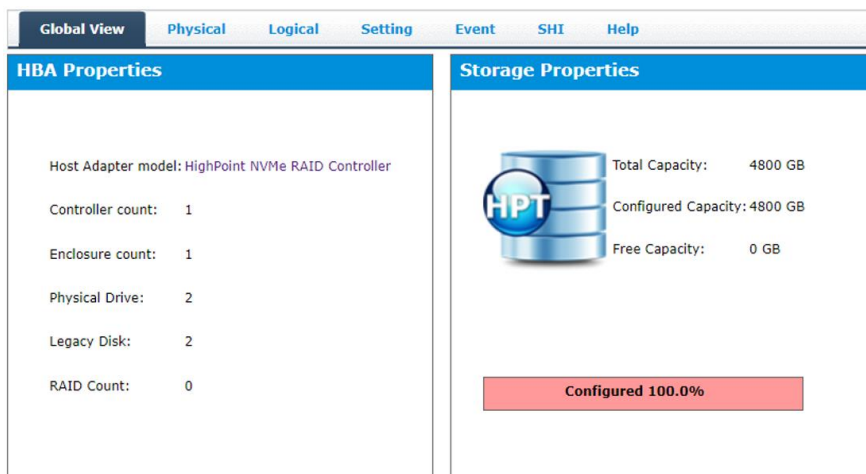 Global View Physical Logical Setting Event SHI Help
HBA Properties
Host Adapter model: HighPoint NVMe RAID Controller
Controller count: 1
Enclosure count: 1
Physical Drive: 2
Legacy Disk: 2
RAID Count: 0
Storage Properties
HPT
Total Capacity: 4800 GB
Configured Capacity: 4800 GB
Free Capacity: 0 GB
Configured 100.0%